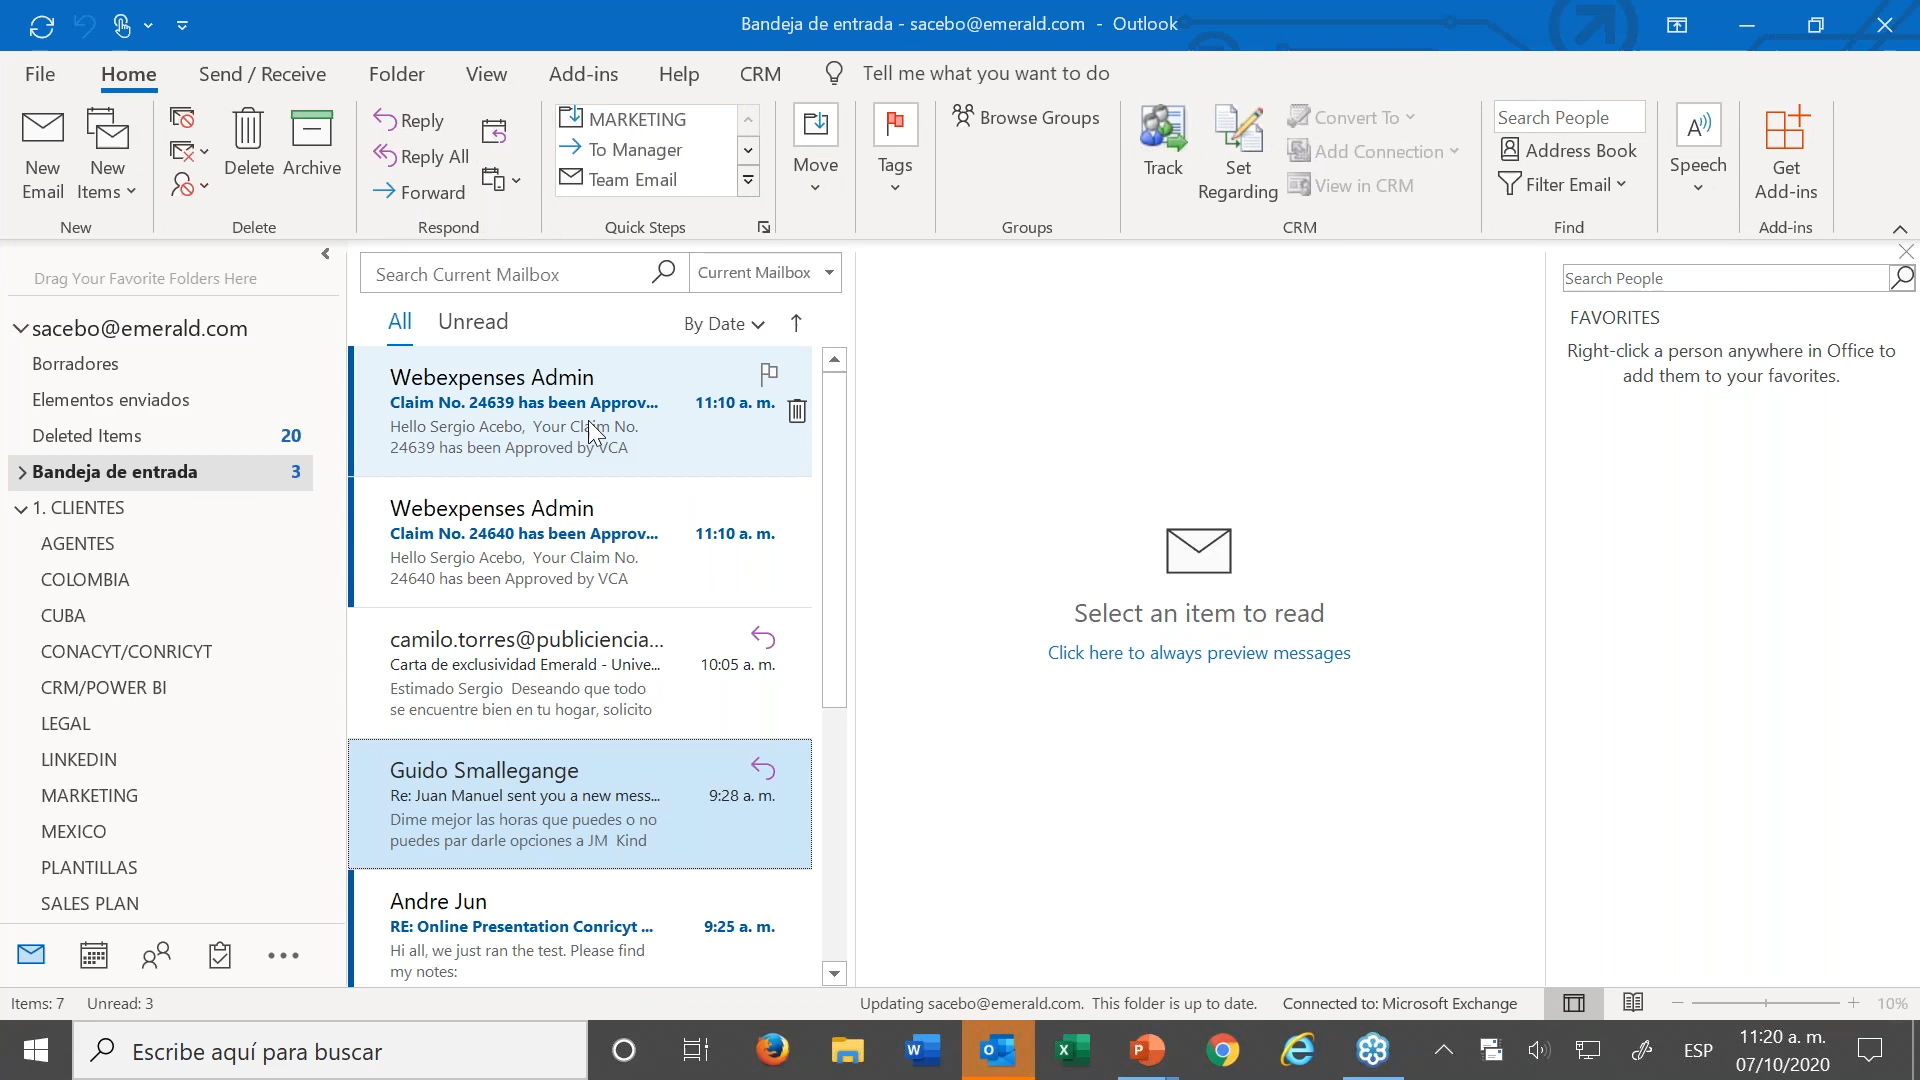 Bandeja de entrada - sacebo@emerald.com - Outlook
File Home Send / Receive Folder View Add-ins Help CRM Tell me what you want to do
New Email
New Items
New
Delete
Archive
Delete
Reply
Reply All
Forward
Respond
MARKETING
To Manager
Team Email
Quick Steps
Move
Tags
Browse Groups
Groups
Track
Set Regarding
Convert To
Add Connection
View in CRM
CRM
Search People
Address Book
Filter Email
Find
Speech
Get Add-ins
Add-ins
Drag Your Favorite Folders Here
sacebo@emerald.com
Borradores
Elementos enviados
Deleted Items 20
Bandeja de entrada 3
1. CLIENTES
AGENTES
COLOMBIA
CUBA
CONACYT/CONRICYT
CRM/POWER BI
LEGAL
LINKEDIN
MARKETING
MEXICO
PLANTILLAS
SALES PLAN
Search Current Mailbox Current Mailbox
All Unread By Date
Webexpenses Admin
Claim No. 24639 has been Approv... 11:10 a. m.
Hello Sergio Acebo, Your Claim No.
24639 has been Approved by VCA
Webexpenses Admin
Claim No. 24640 has been Approv... 11:10 a. m.
Hello Sergio Acebo, Your Claim No.
24640 has been Approved by VCA
camilo.torres@publiciencia...
Carta de exclusividad Emerald - Unive... 10:05 a. m.
Estimado Sergio Deseando que todo
se encuentre bien en tu hogar, solicito
Guido Smallegange
Re: Juan Manuel sent you a new mess... 9:28 a. m.
Dime mejor las horas que puedes o no
puedes par darle opciones a JM Kind
Andre Jun
RE: Online Presentation Conricyt ... 9:25 a. m.
Hi all, we just ran the test. Please find
my notes:
Select an item to read
Click here to always preview messages
Search People
FAVORITES
Right-click a person anywhere in Office to
add them to your favorites.
Items: 7 Unread: 3 Updating sacebo@emerald.com. This folder is up to date. Connected to: Microsoft Exchange 10%
Escribe aquí para buscar
ESP
11:20 a. m.
07/10/2020